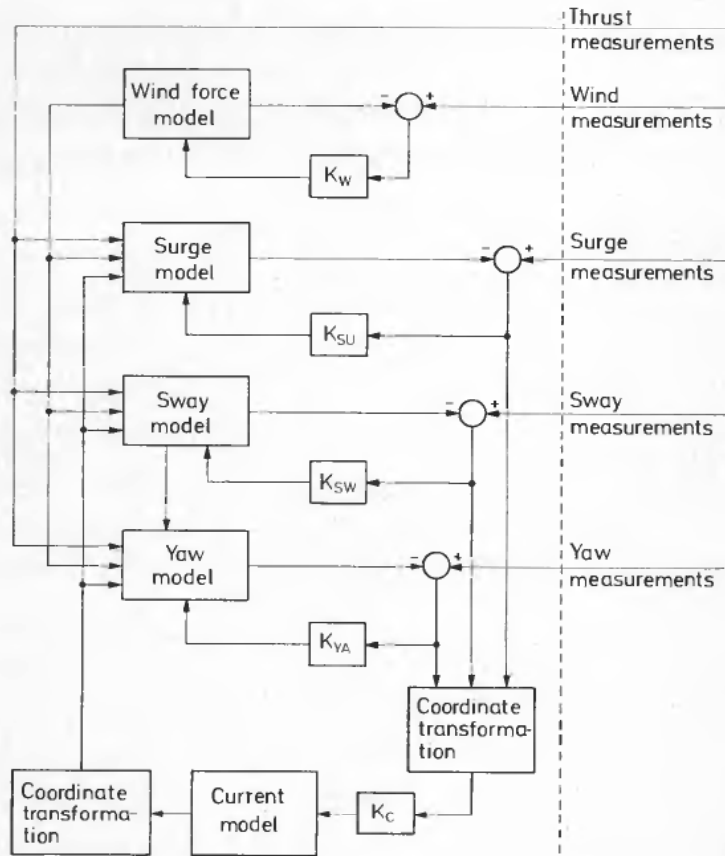 Thrust
measurements
Wind force
model
- +
Wind
measurements
K_W
Surge
model
- +
Surge
measurements
K_SU
Sway
model
- +
Sway
measurements
K_SW
Yaw
model
- +
Yaw
measurements
K_YA
Coordinate
transforma-
tion
Coordinate
transforma-
tion
Current
model
K_C